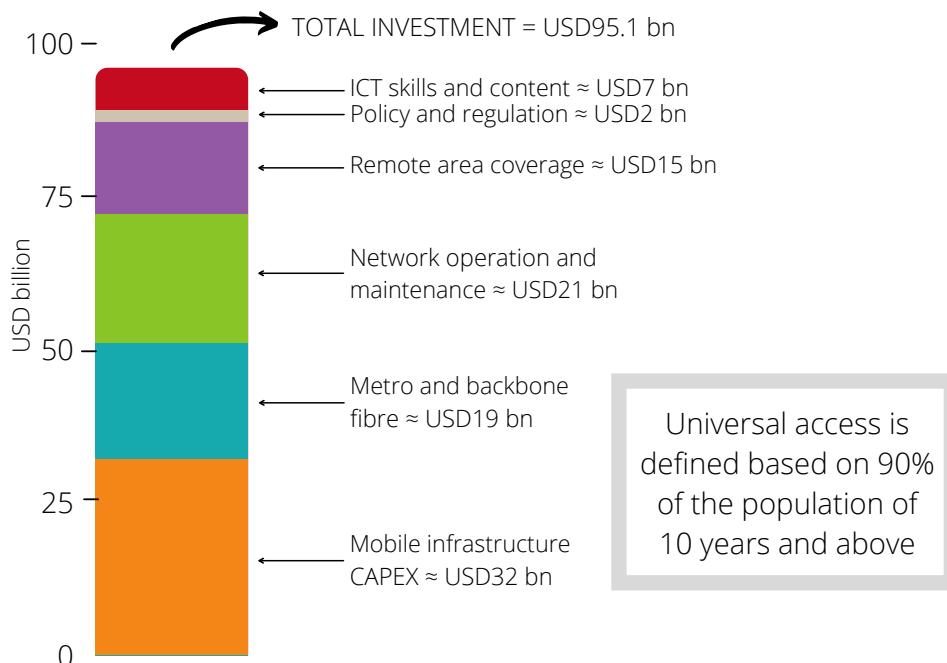 TOTAL INVESTMENT = USD95.1 bn
100
ICT skills and content ≈ USD7 bn
Policy and regulation ≈ USD2 bn
Remote area coverage ≈ USD15 bn
75
Network operation and
maintenance ≈ USD21 bn
USD billion
50
Metro and backbone
fibre ≈ USD19 bn
Universal access is
defined based on 90%
of the population of
10 years and above
25
Mobile infrastructure
CAPEX ≈ USD32 bn
0